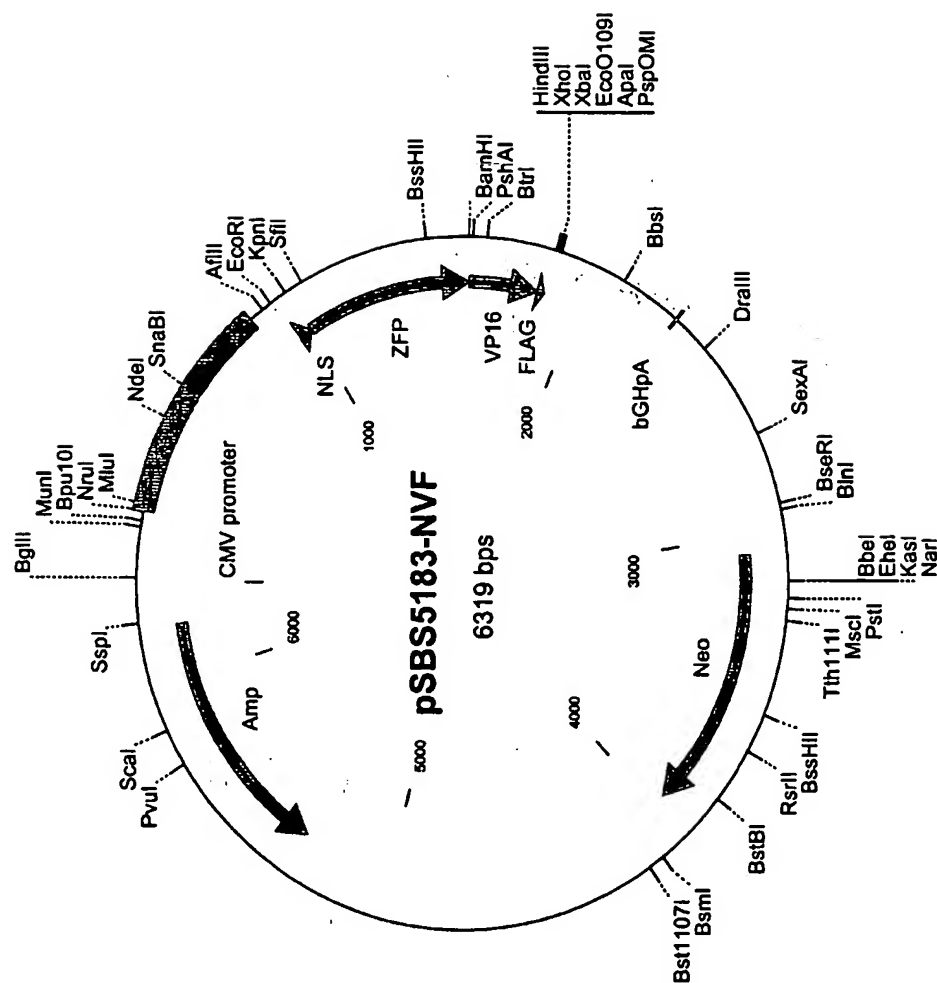 BglII
MunI
Bpu10I
NruI
MluI
NdeI
SnaBI
AflII
EcoRI
KpnI
SfiI
BssHII
BamHI
PshAI
BtrI
HindIII
XhoI
XbaI
EcoO109I
ApaI
PspOMI
BbsI
DraIII
SexAI
BseRI
BlnI
BbeI
EheI
KasI
NarI
PstI
MscI
Tth111I
BssHII
RsrII
BstBI
BsmI
Bst1107I
PvuI
ScaI
SspI
CMV promoter
NLS
ZFP
VP16
FLAG
bGHpA
Neo
Amp
1000
2000
3000
4000
5000
6000
pSBS5183-NVF
6319 bps